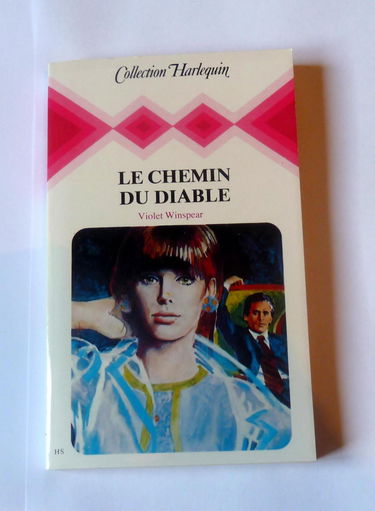 Collection Harlequin
LE CHEMIN
DU DIABLE
Violet Winspear
HS